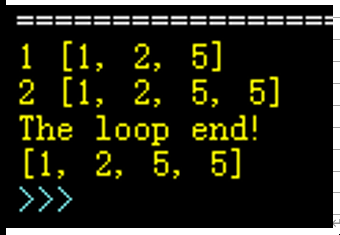 ==========================
1 [1, 2, 5]
2 [1, 2, 5, 5]
The loop end!
[1, 2, 5, 5]
>>>